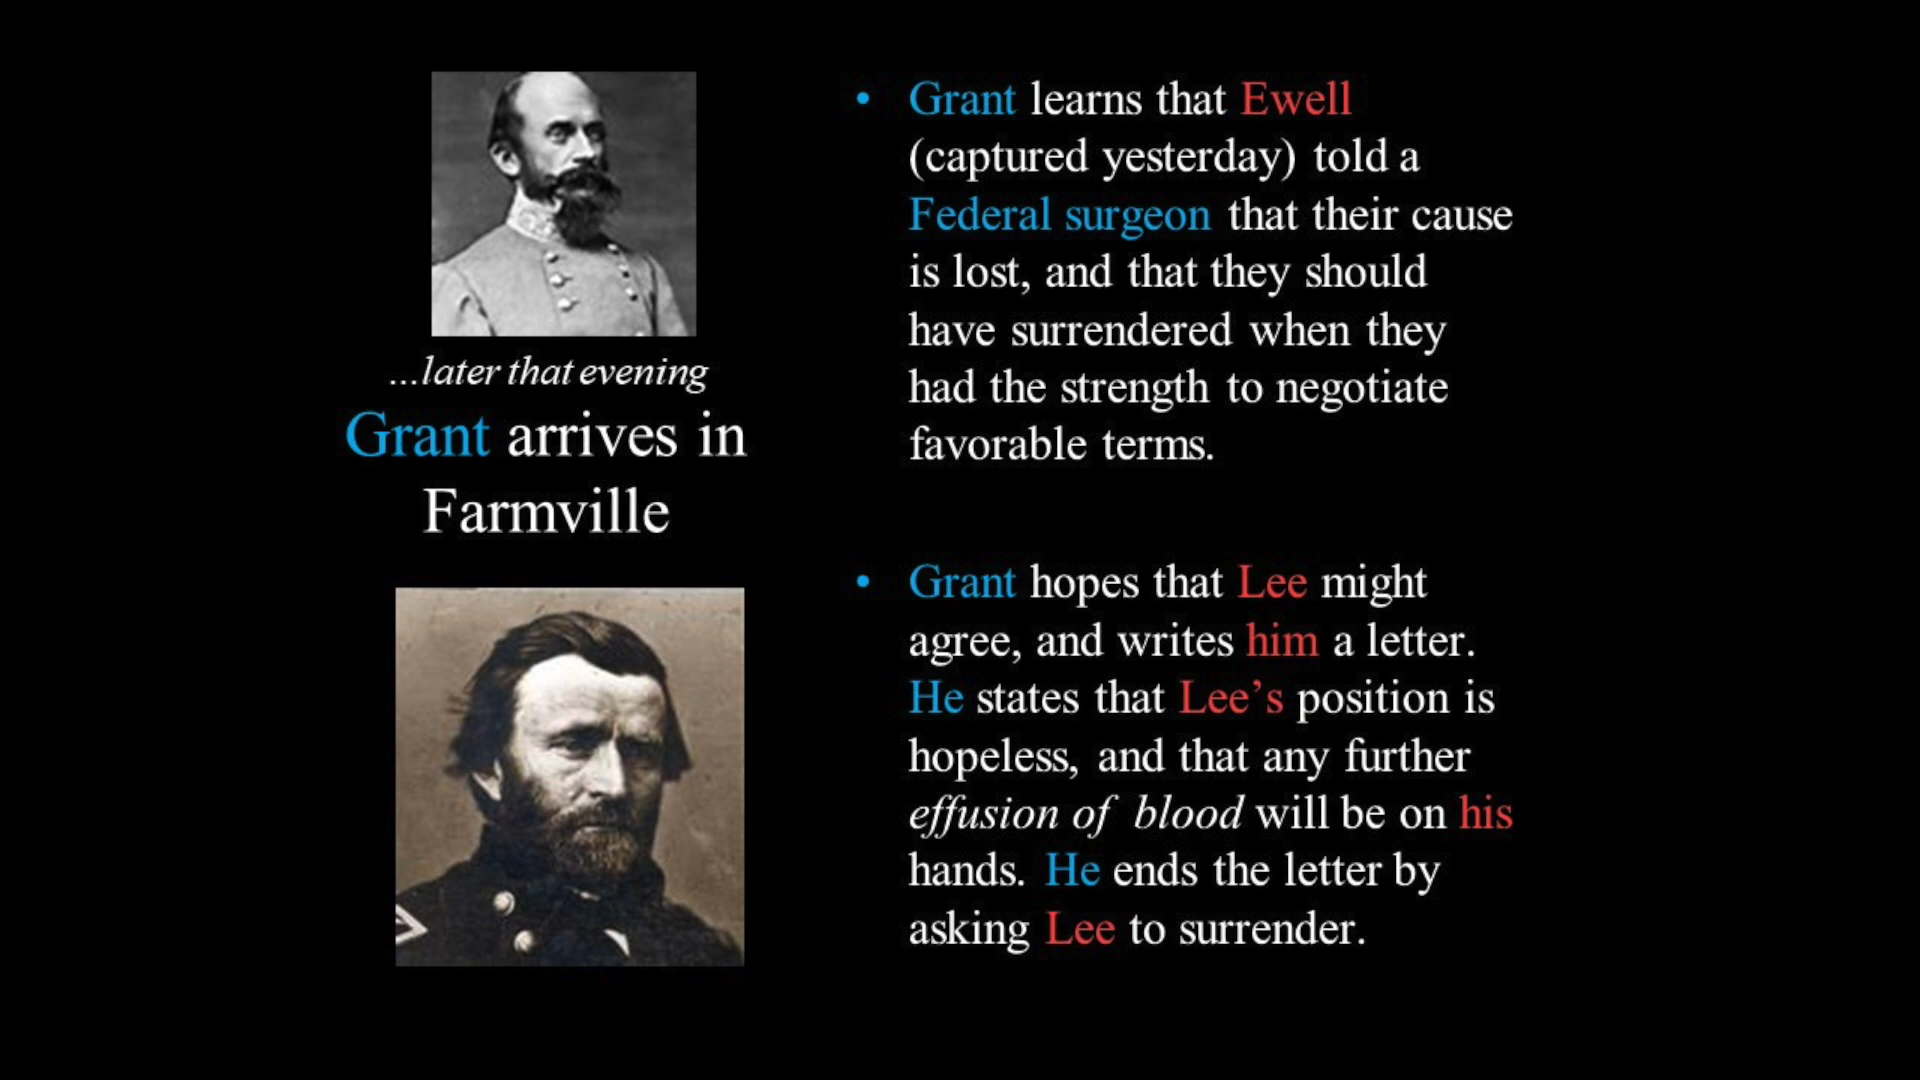 ...later that evening
Grant arrives in
Farmville
• Grant learns that Ewell
(captured yesterday) told a
Federal surgeon that their cause
is lost, and that they should
have surrendered when they
had the strength to negotiate
favorable terms.
• Grant hopes that Lee might
agree, and writes him a letter.
He states that Lee’s position is
hopeless, and that any further
effusion of blood will be on his
hands. He ends the letter by
asking Lee to surrender.